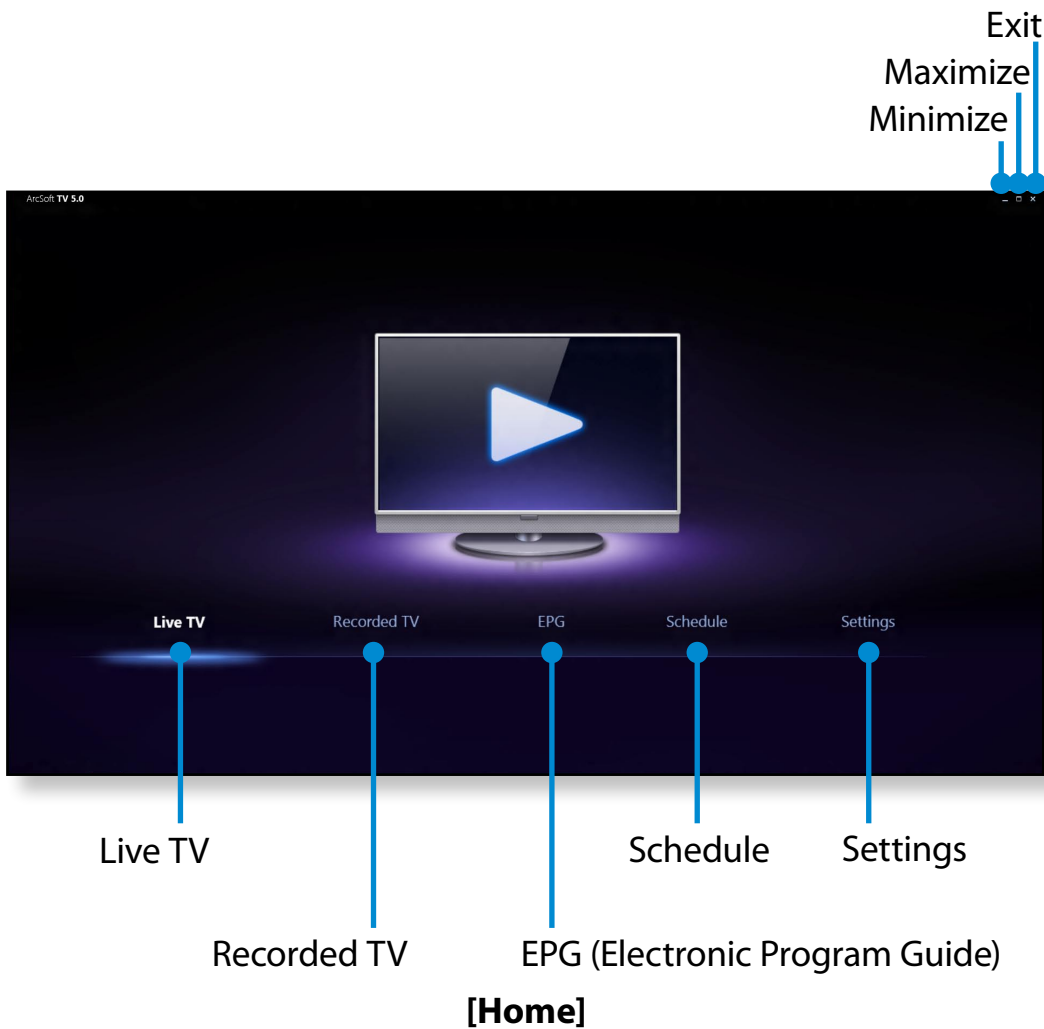 Exit
Maximize
Minimize
ArcSoft TV 5.0
Live TV
Recorded TV
EPG
Schedule
Settings
Live TV
Schedule
Settings
Recorded TV
EPG (Electronic Program Guide)
[Home]